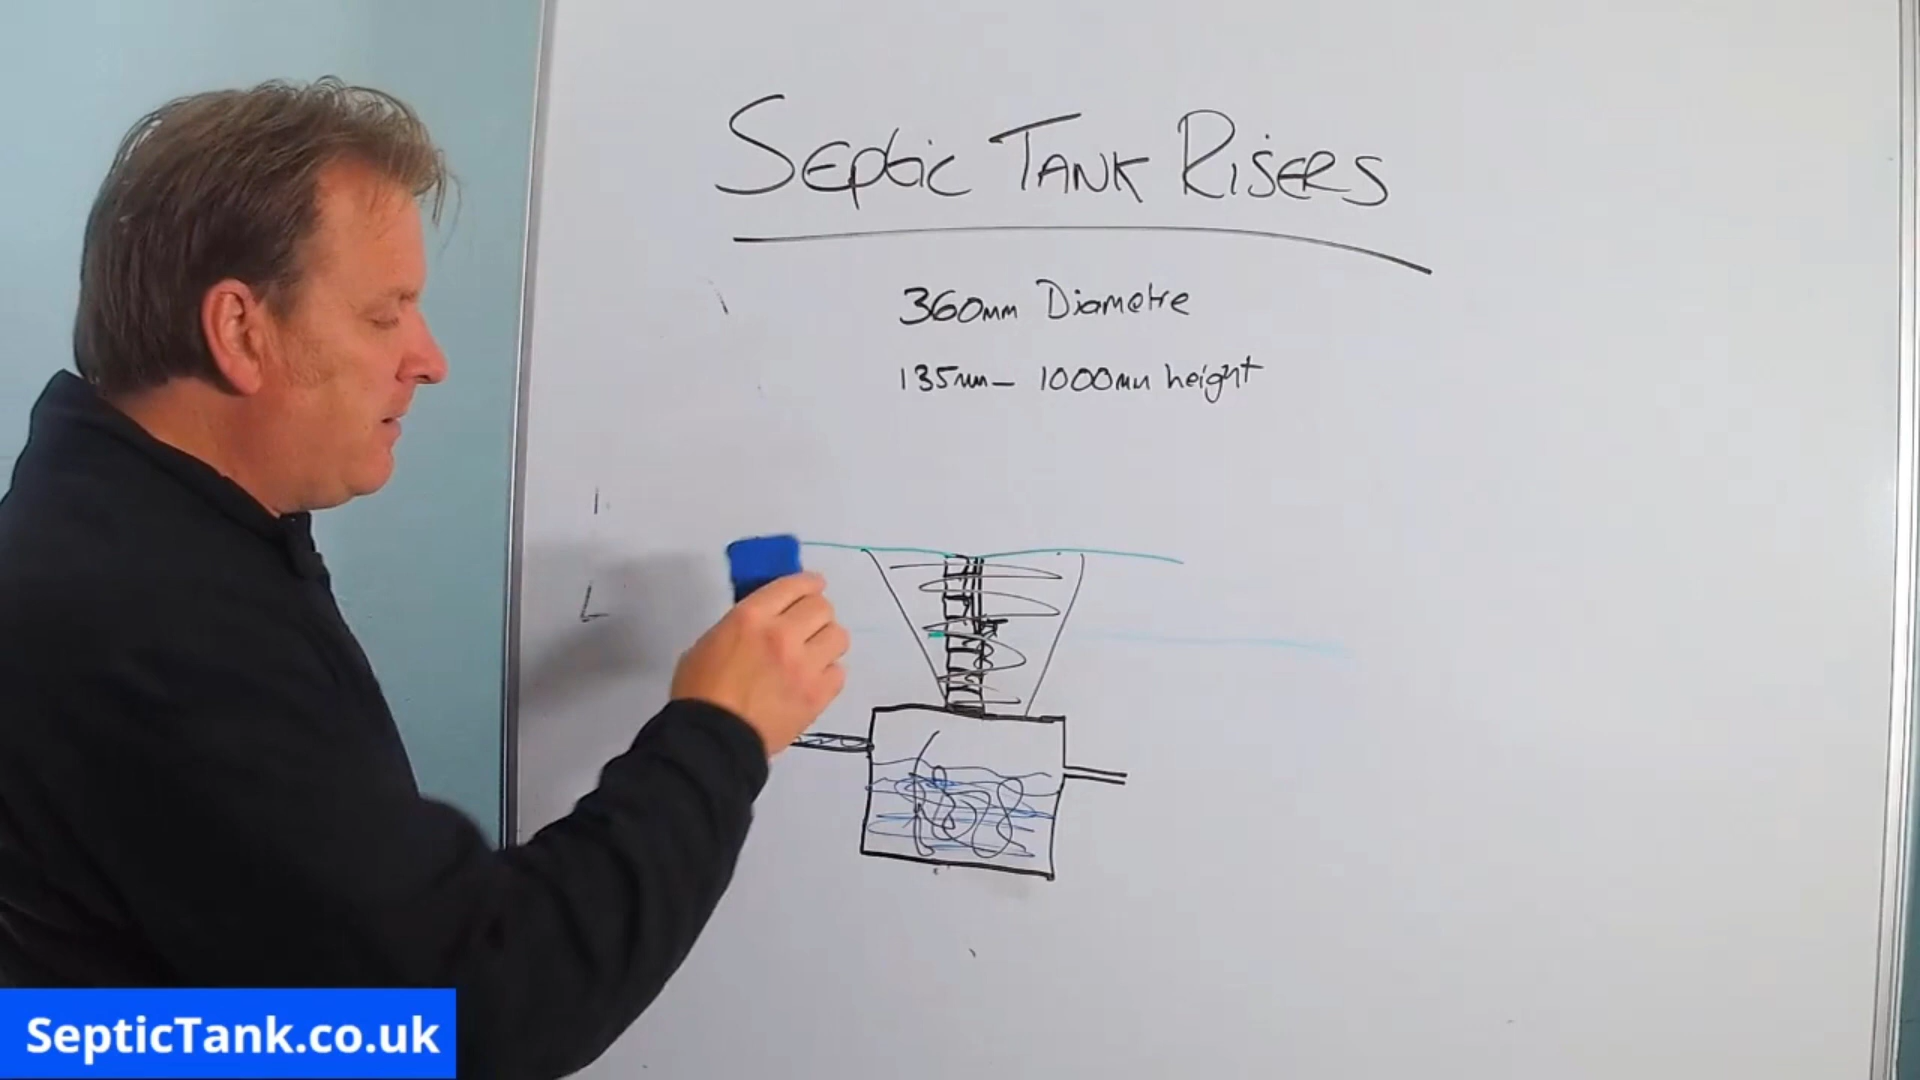 Septic Tank Risers
360mm Diametre
135mm - 1000mm height
SepticTank.co.uk